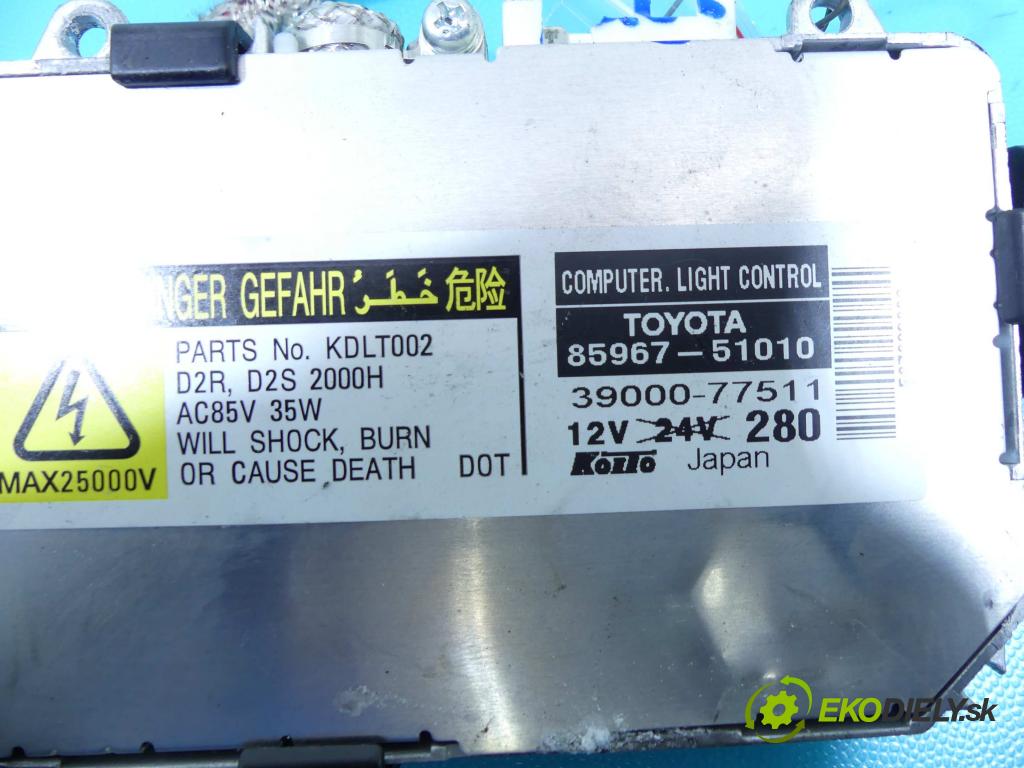 NGER GEFAHR خَطَر 危险
PARTS No. KDLT002
D2R, D2S 2000H
AC85V 35W
WILL SHOCK, BURN
OR CAUSE DEATH DOT
MAX25000V
COMPUTER. LIGHT CONTROL
TOYOTA
85967-51010
39000-77511
12V 24V 280
KOITO Japan
EKODIELY.sk